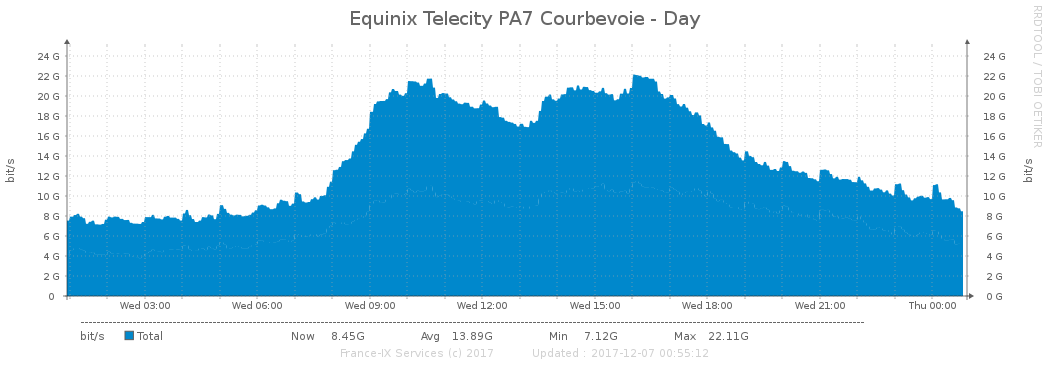 Equinix Telecity PA7 Courbevoie - Day
RRDTOOL / TOBI OETIKER
24 G 24 G
22 G 22 G
20 G 20 G
18 G 18 G
16 G 16 G
14 G 14 G
12 G 12 G
10 G 10 G
8 G 8 G
6 G 6 G
4 G 4 G
2 G 2 G
0 0 G
bit/s bit/s
Wed 03:00 Wed 06:00 Wed 09:00 Wed 12:00 Wed 15:00 Wed 18:00 Wed 21:00 Thu 00:00
bit/s Total Now 8.45G Avg 13.89G Min 7.12G Max 22.11G
France-IX Services (c) 2017 Updated : 2017-12-07 00:55:12